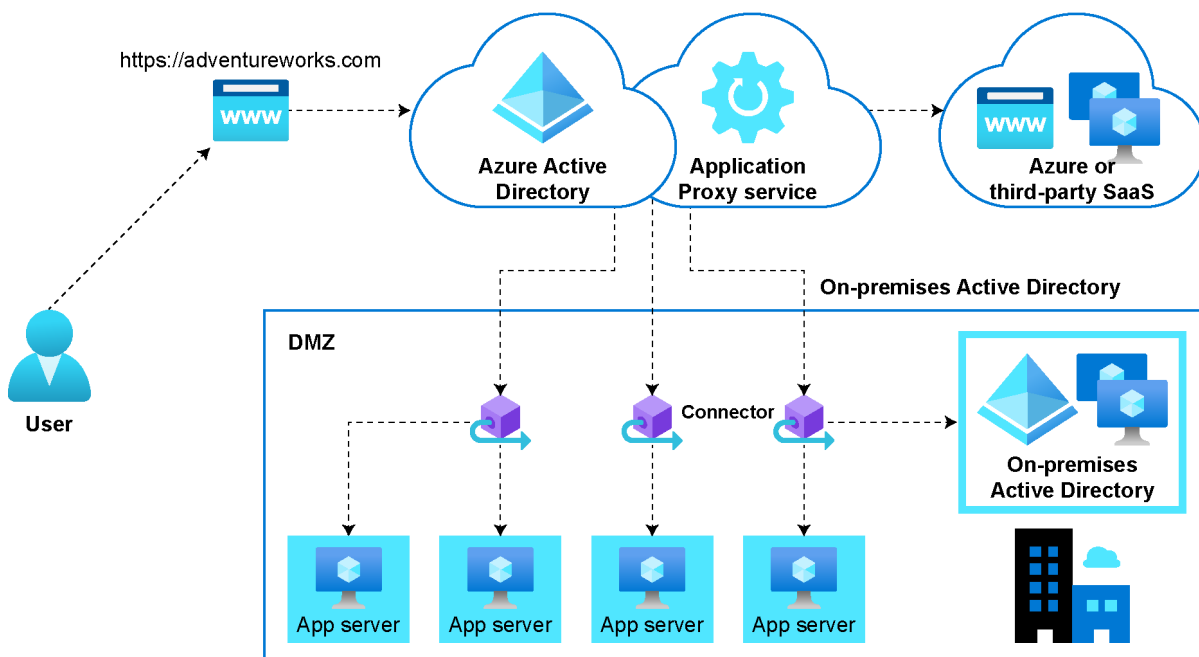 https://adventureworks.com
www
Azure Active
Directory
Application
Proxy service
www
Azure or
third-party SaaS
On-premises Active Directory
DMZ
User
Connector
On-premises
Active Directory
App server
App server
App server
App server